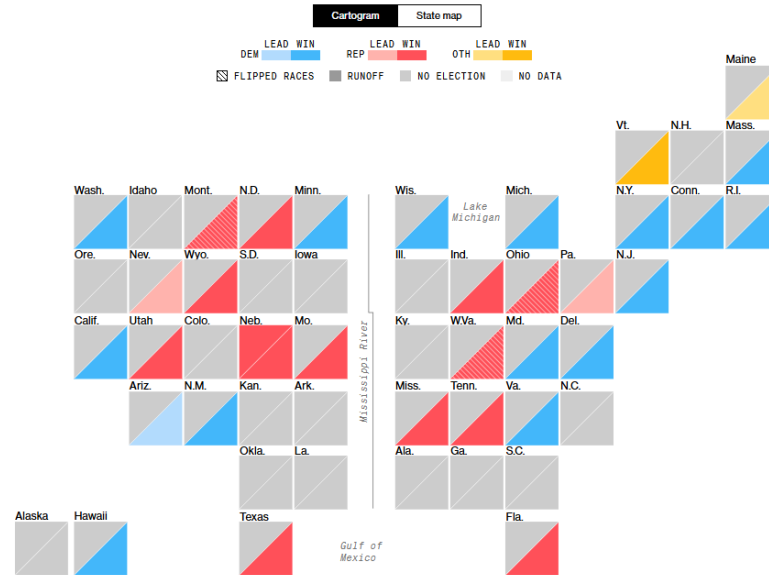 Cartogram State map
LEAD WIN LEAD WIN LEAD WIN
DEM REP OTH
FLIPPED RACES RUNOFF NO ELECTION NO DATA
Maine
Vt. N.H. Mass.
Wash. Idaho Mont. N.D. Minn. Wis. Mich. N.Y. Conn. R.I.
Lake
Michigan
Ore. Nev. Wyo. S.D. Iowa Ill. Ind. Ohio Pa. N.J.
Calif. Utah Colo. Neb. Mo. Ky. W.Va. Md. Del.
Mississippi River
Ariz. N.M. Kan. Ark. Miss. Tenn. Va. N.C.
Okla. La. Ala. Ga. S.C.
Alaska Hawaii Texas Fla.
Gulf of
Mexico